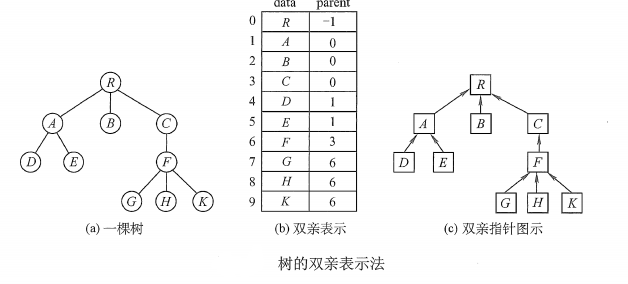 data parent
0 R -1
1 A 0
2 B 0
3 C 0
4 D 1
5 E 1
6 F 3
7 G 6
8 H 6
9 K 6
R
A B C
D E F
G H K
R
A B C
D E F
G H K
(a) 一棵树
(b) 双亲表示
(c) 双亲指针图示
树的双亲表示法